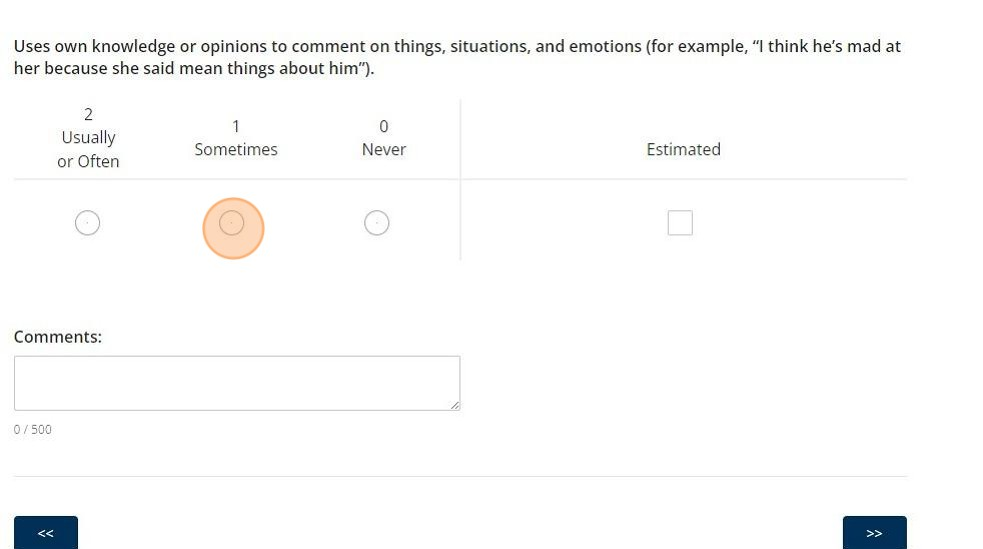 Uses own knowledge or opinions to comment on things, situations, and emotions (for example, “I think he’s mad at
her because she said mean things about him”).
2
Usually
or Often
1
Sometimes
0
Never
Estimated
Comments:
0 / 500
<<
>>